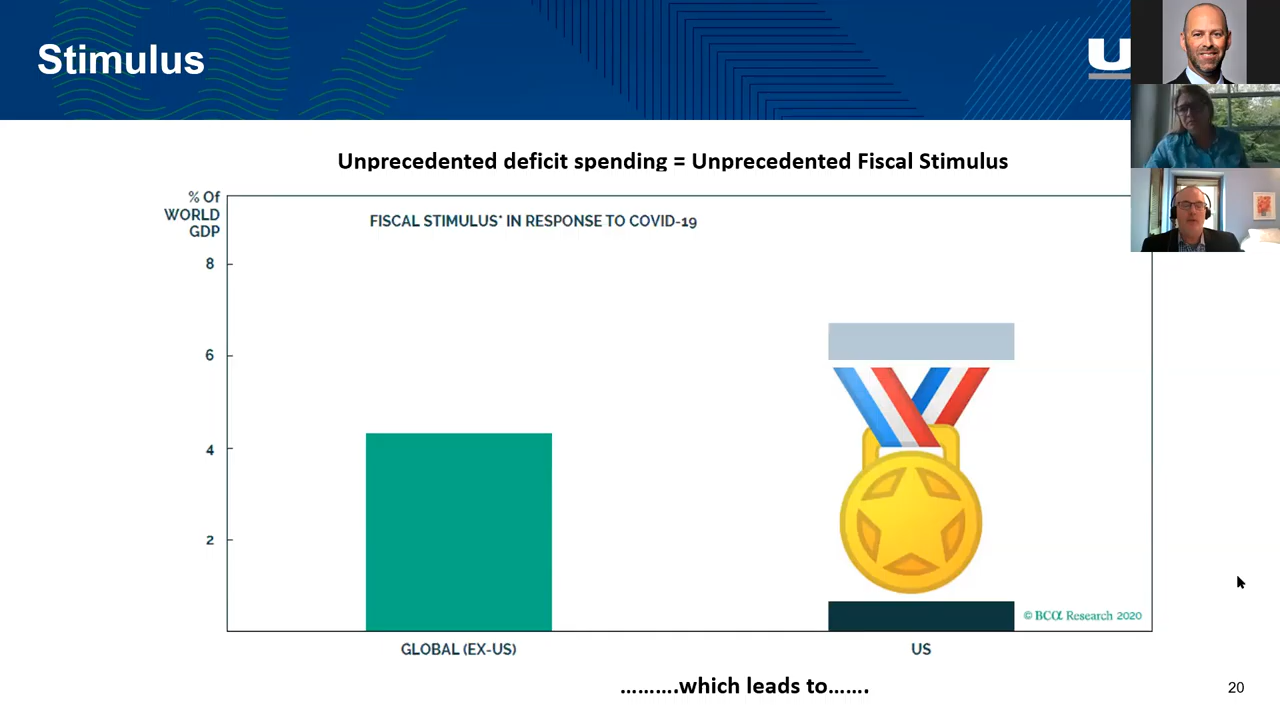 Stimulus
U
Unprecedented deficit spending = Unprecedented Fiscal Stimulus
% Of
WORLD
GDP
FISCAL STIMULUS* IN RESPONSE TO COVID-19
8
6
4
2
© BCα Research 2020
GLOBAL (EX-US)
US
……….which leads to…….
20